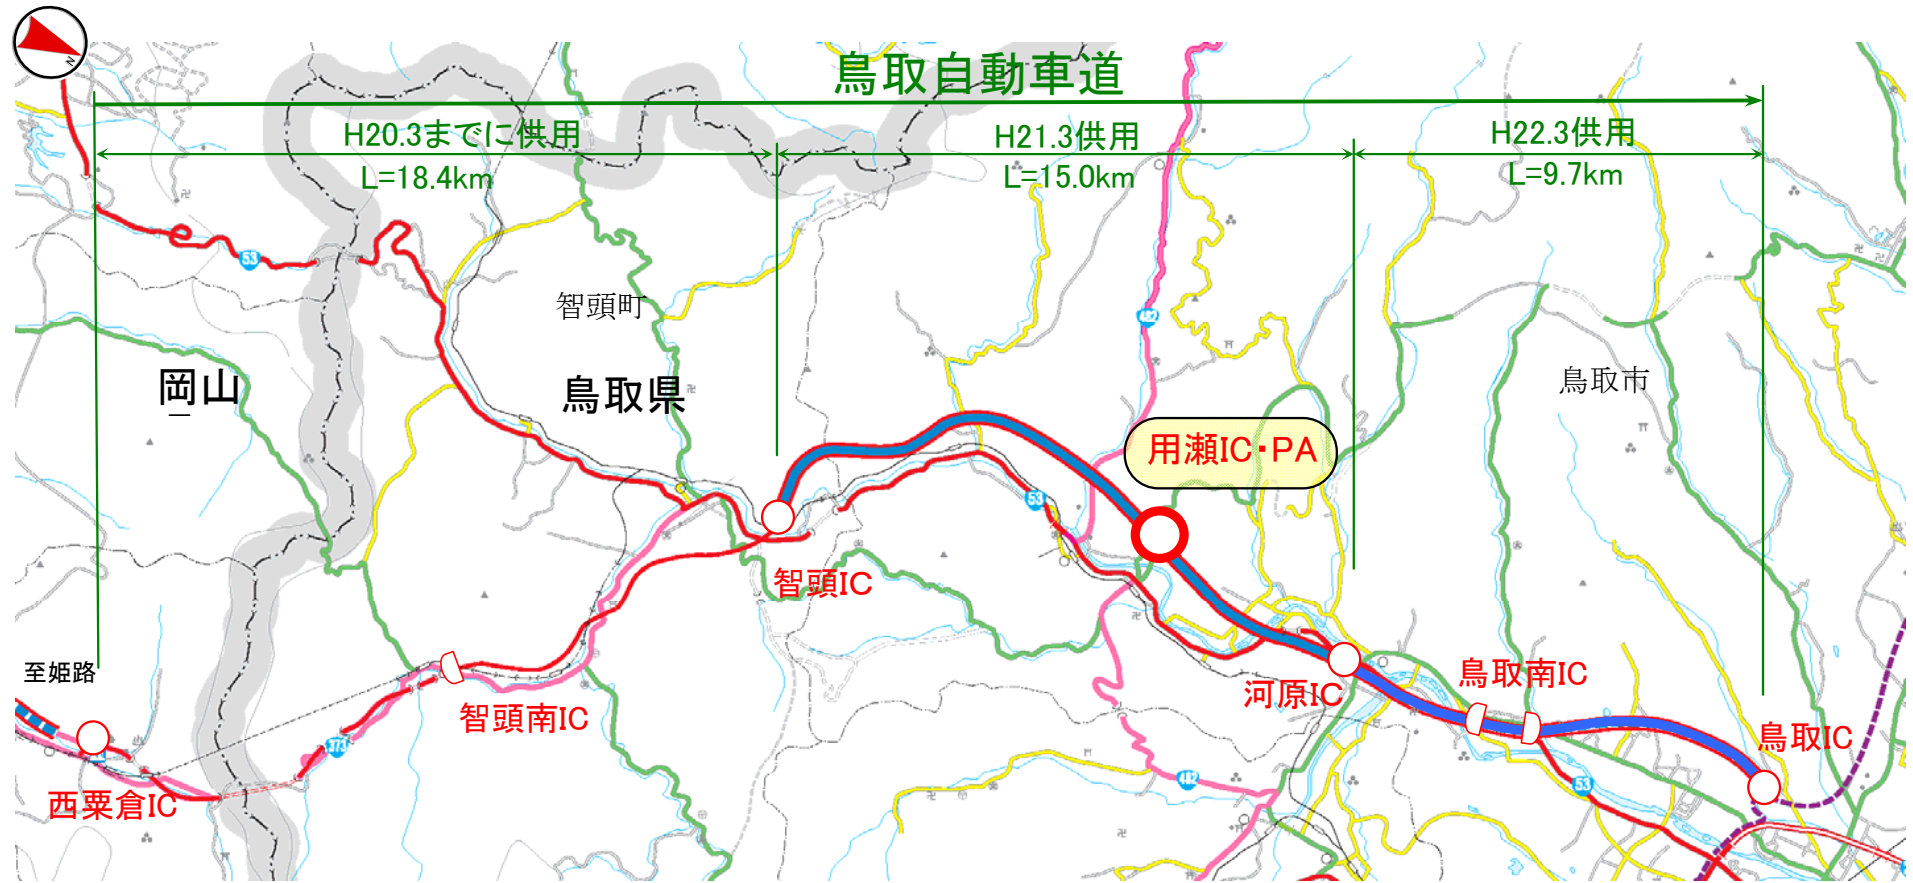 N
鳥取自動車道
H20.3までに供用
L=18.4km
H21.3供用
L=15.0km
H22.3供用
L=9.7km
53
482
智頭町
岡山
鳥取県
鳥取市
用瀬IC・PA
53
智頭IC
至姫路
智頭南IC
河原IC
鳥取南IC
鳥取IC
373
482
53
西粟倉IC